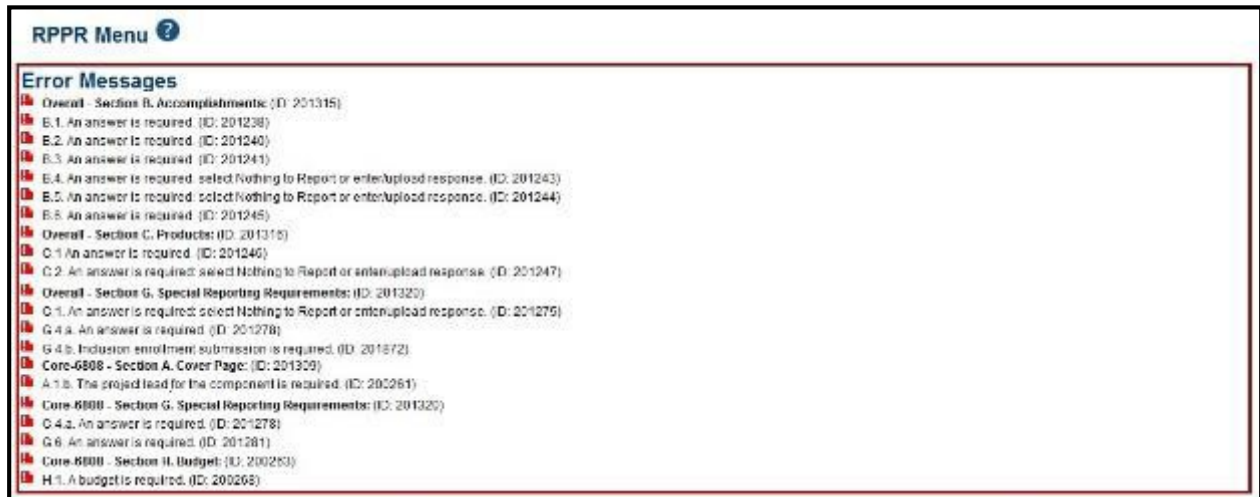 RPPR Menu ?
Error Messages
Overall - Section B. Accomplishments: (ID: 201315)
B.1. An answer is required. (ID: 201238)
B.2. An answer is required. (ID: 201240)
B.3. An answer is required. (ID: 201241)
B.4. An answer is required: select Nothing to Report or enter/upload response. (ID: 201243)
B.5. An answer is required: select Nothing to Report or enter/upload response. (ID: 201244)
B.6. An answer is required. (ID: 201245)
Overall - Section C. Products: (ID: 201316)
C.1 An answer is required. (ID: 201246)
C.2. An answer is required: select Nothing to Report or enter/upload response. (ID: 201247)
Overall - Section G. Special Reporting Requirements: (ID: 201320)
G.1. An answer is required: select Nothing to Report or enter/upload response. (ID: 201275)
G.4.a. An answer is required. (ID: 201278)
G.4.b. Inclusion enrollment submission is required. (ID: 201872)
Core-6808 - Section A. Cover Page: (ID: 201309)
A.1.b. The project lead for the component is required. (ID: 200261)
Core-6808 - Section G. Special Reporting Requirements: (ID: 201320)
G.4.a. An answer is required. (ID: 201278)
G.6. An answer is required. (ID: 201281)
Core-6808 - Section H. Budget: (ID: 200263)
H.1. A budget is required. (ID: 200268)